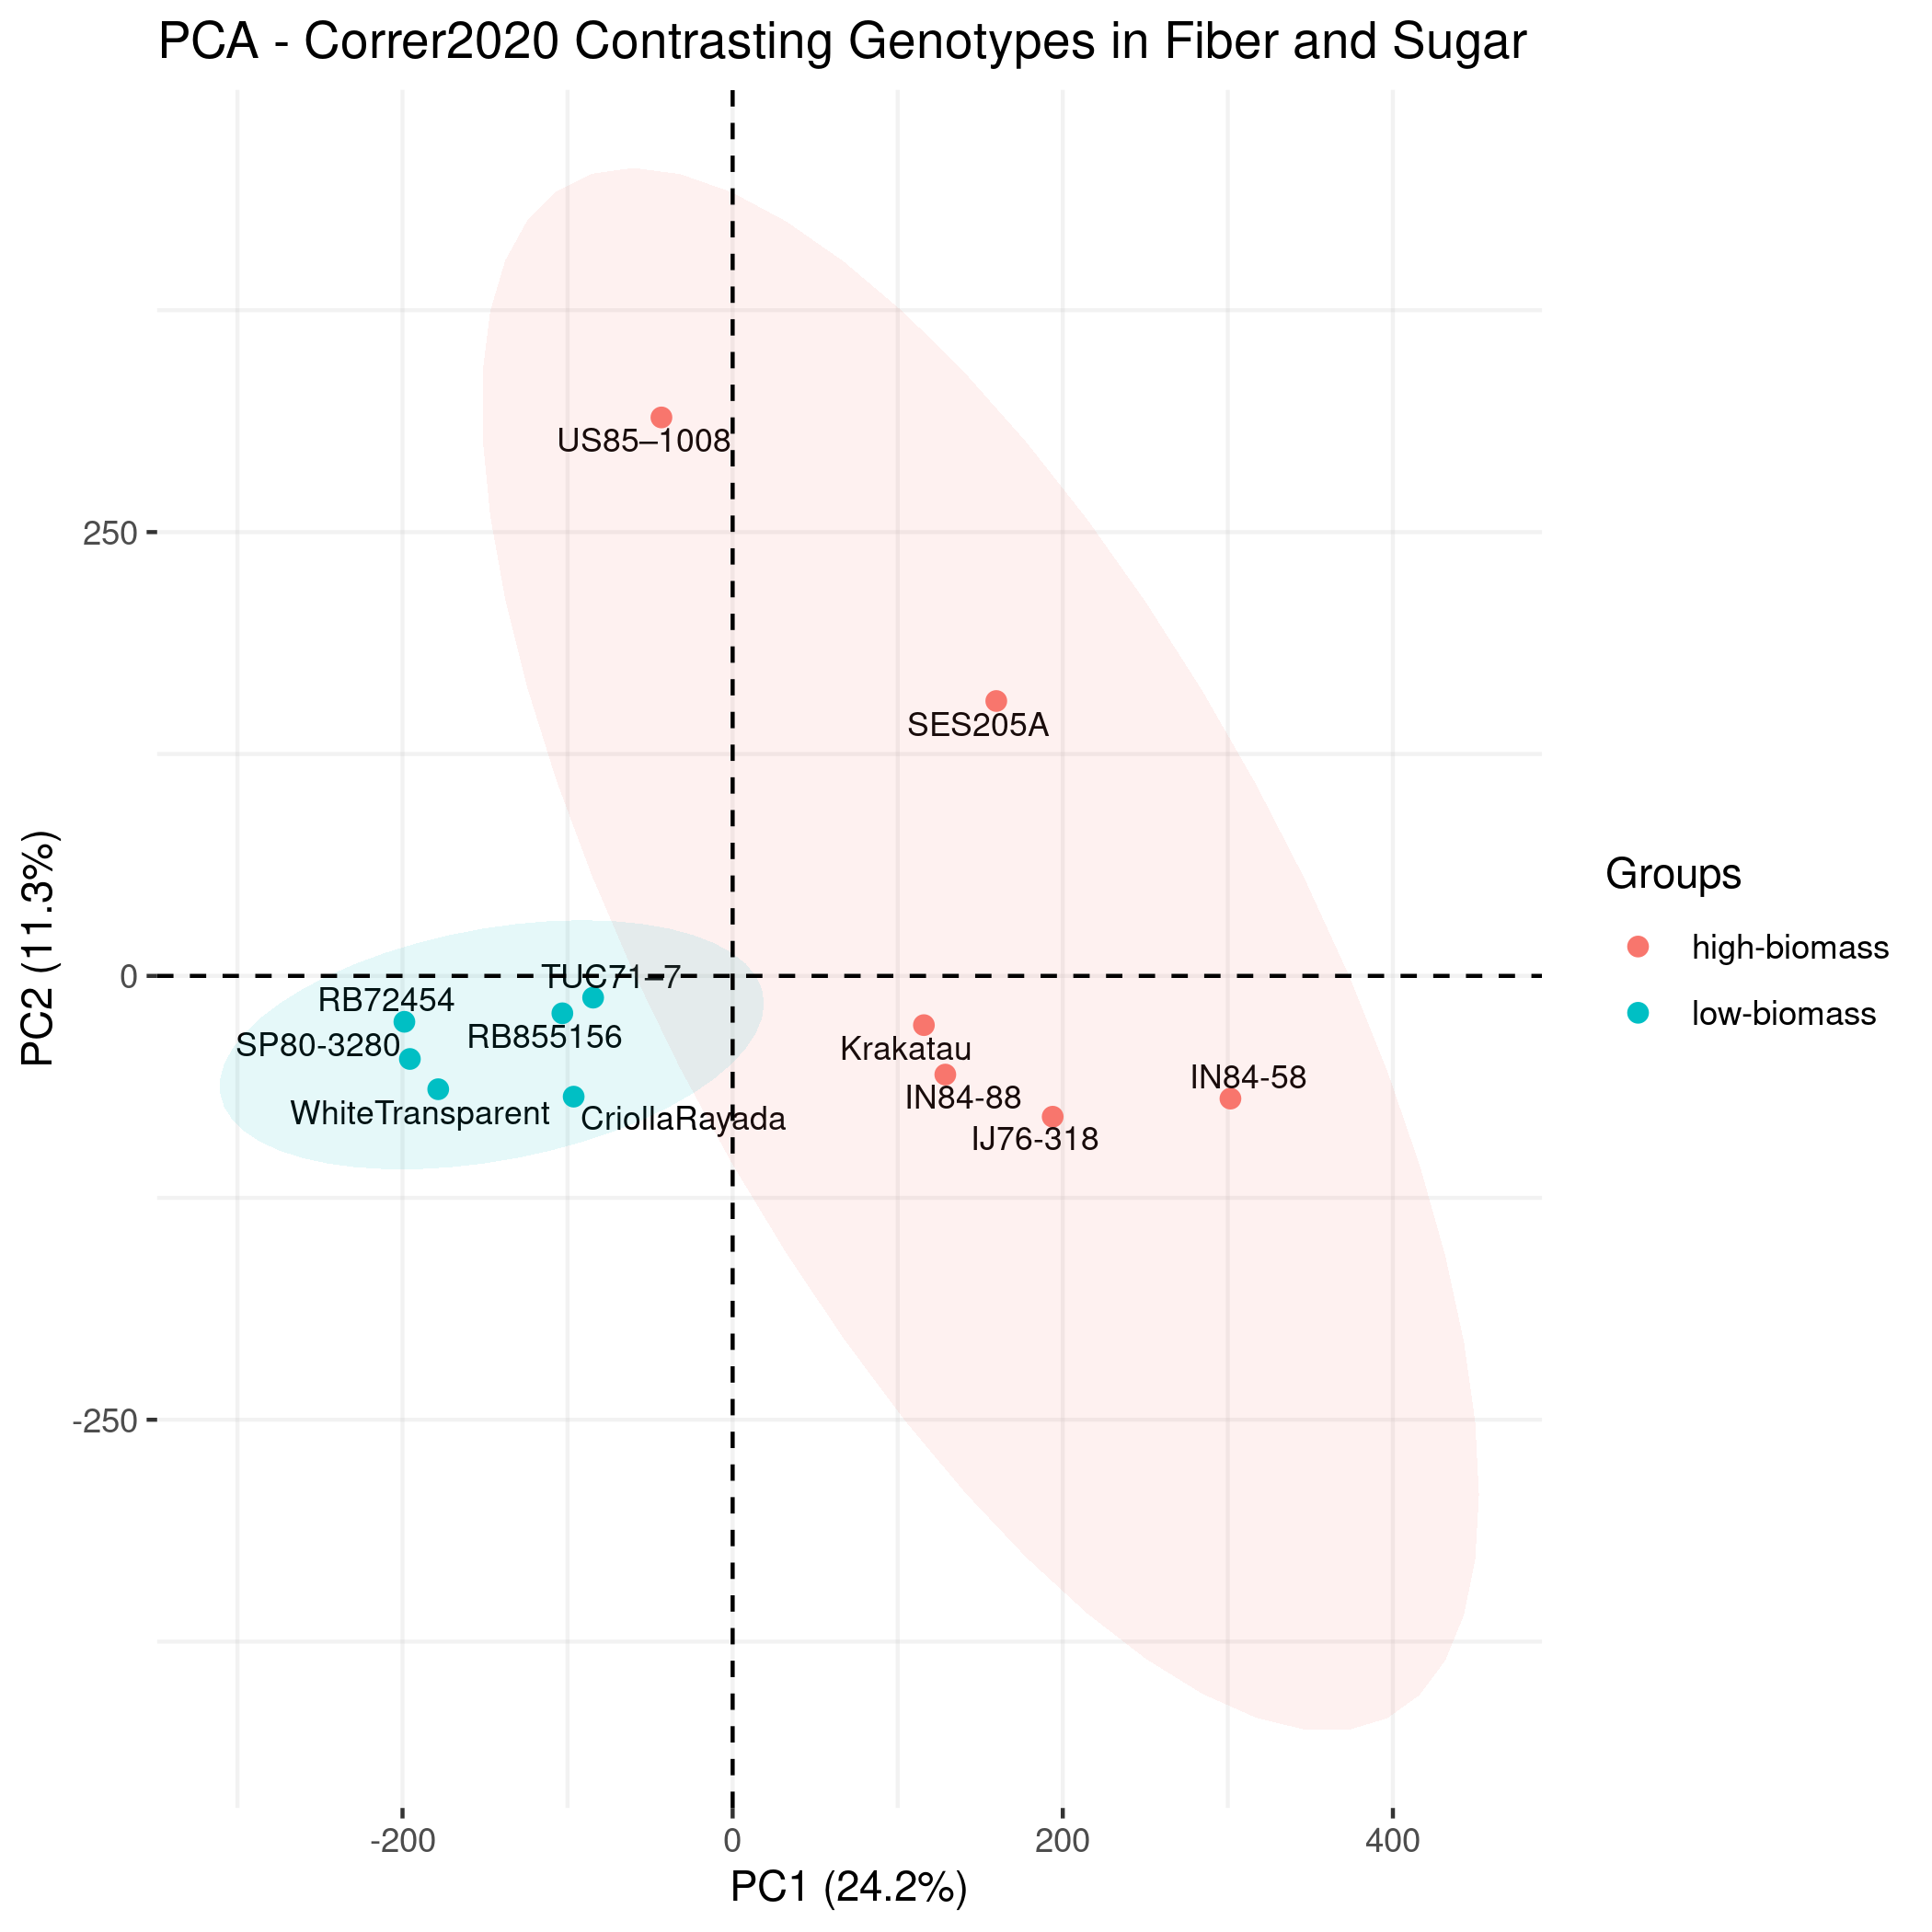 PCA - Correr2020 Contrasting Genotypes in Fiber and Sugar
US85–1008
250
SES205A
PC2 (11.3%)
Groups
high-biomass
low-biomass
0
TUC71–7
RB72454
RB855156
SP80-3280
Krakatau
IN84-58
IN84-88
WhiteTransparent
CriollaRayada
IJ76-318
-250
-200
0
200
400
PC1 (24.2%)